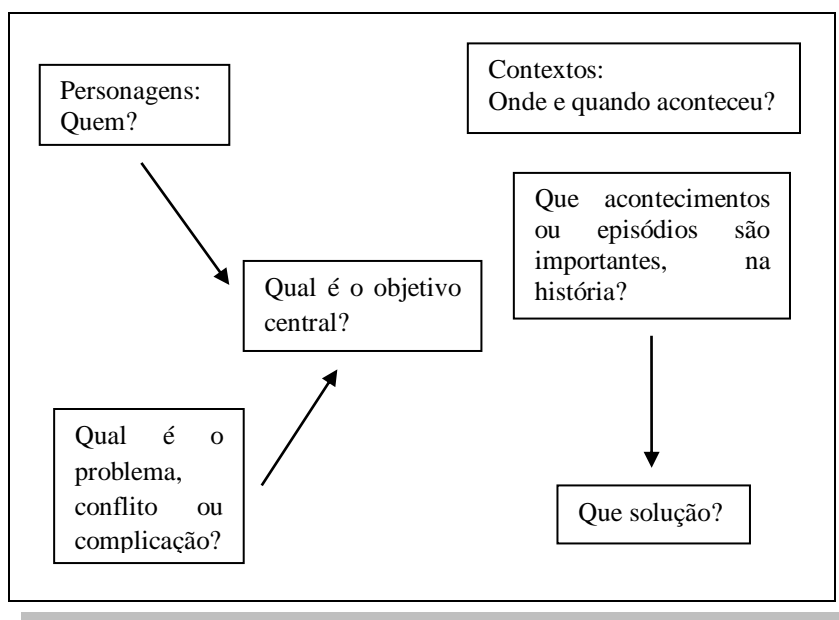 Personagens:
Quem?
Contextos:
Onde e quando aconteceu?
Que acontecimentos
ou episódios são
importantes, na
história?
Qual é o objetivo
central?
Qual é o
problema,
conflito ou
complicação?
Que solução?